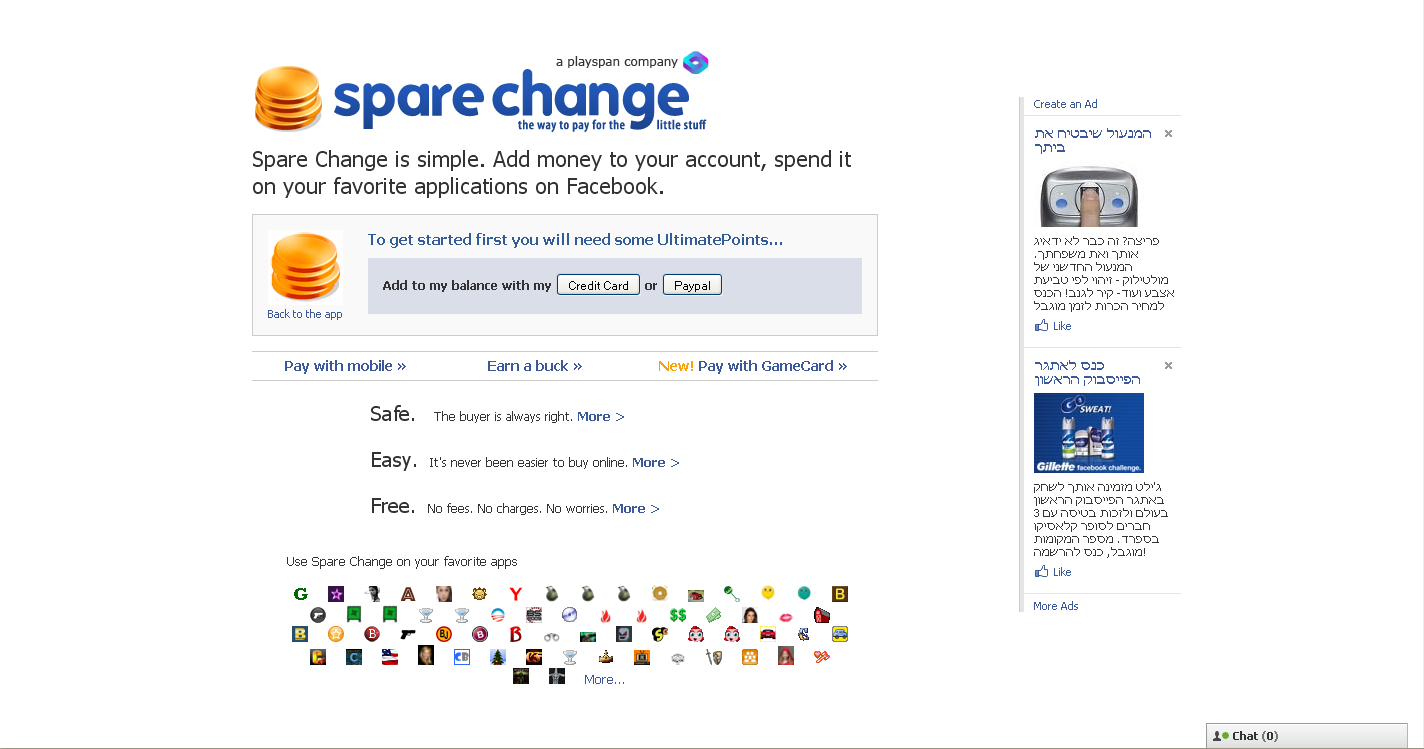 a playspan company
spare change
the way to pay for the little stuff
Spare Change is simple. Add money to your account, spend it
on your favorite applications on Facebook.
To get started first you will need some UltimatePoints...
Add to my balance with my Credit Card or Paypal
Back to the app
Pay with mobile » Earn a buck » New! Pay with GameCard »
Safe. The buyer is always right. More >
Easy. It's never been easier to buy online. More >
Free. No fees. No charges. No worries. More >
Use Spare Change on your favorite apps
More...
Create an Ad
המנעול שיבטיח את
ביתך
פריצה? זה כבר לא ידאיג
אותך ואת משפחתך.
המנעול החדשני של
מולטילוק - זיהוי לפי טביעת
אצבע ועוד- קיר לגנב! הכנס
למחיר הכרות לזמן מוגבל
Like
כנס לאתגר
הפייסבוק הראשון
SWEAT!
Gillette facebook challenge.
ג'ילט מזמינה אותך לשחק
באתגר הפייסבוק הראשון
בעולם ולזכות בטיסה עם 3
חברים לסופר קלאסיקו
בספרד. מספר המקומות
מוגבל, כנס להרשמה!
Like
More Ads
Chat (0)